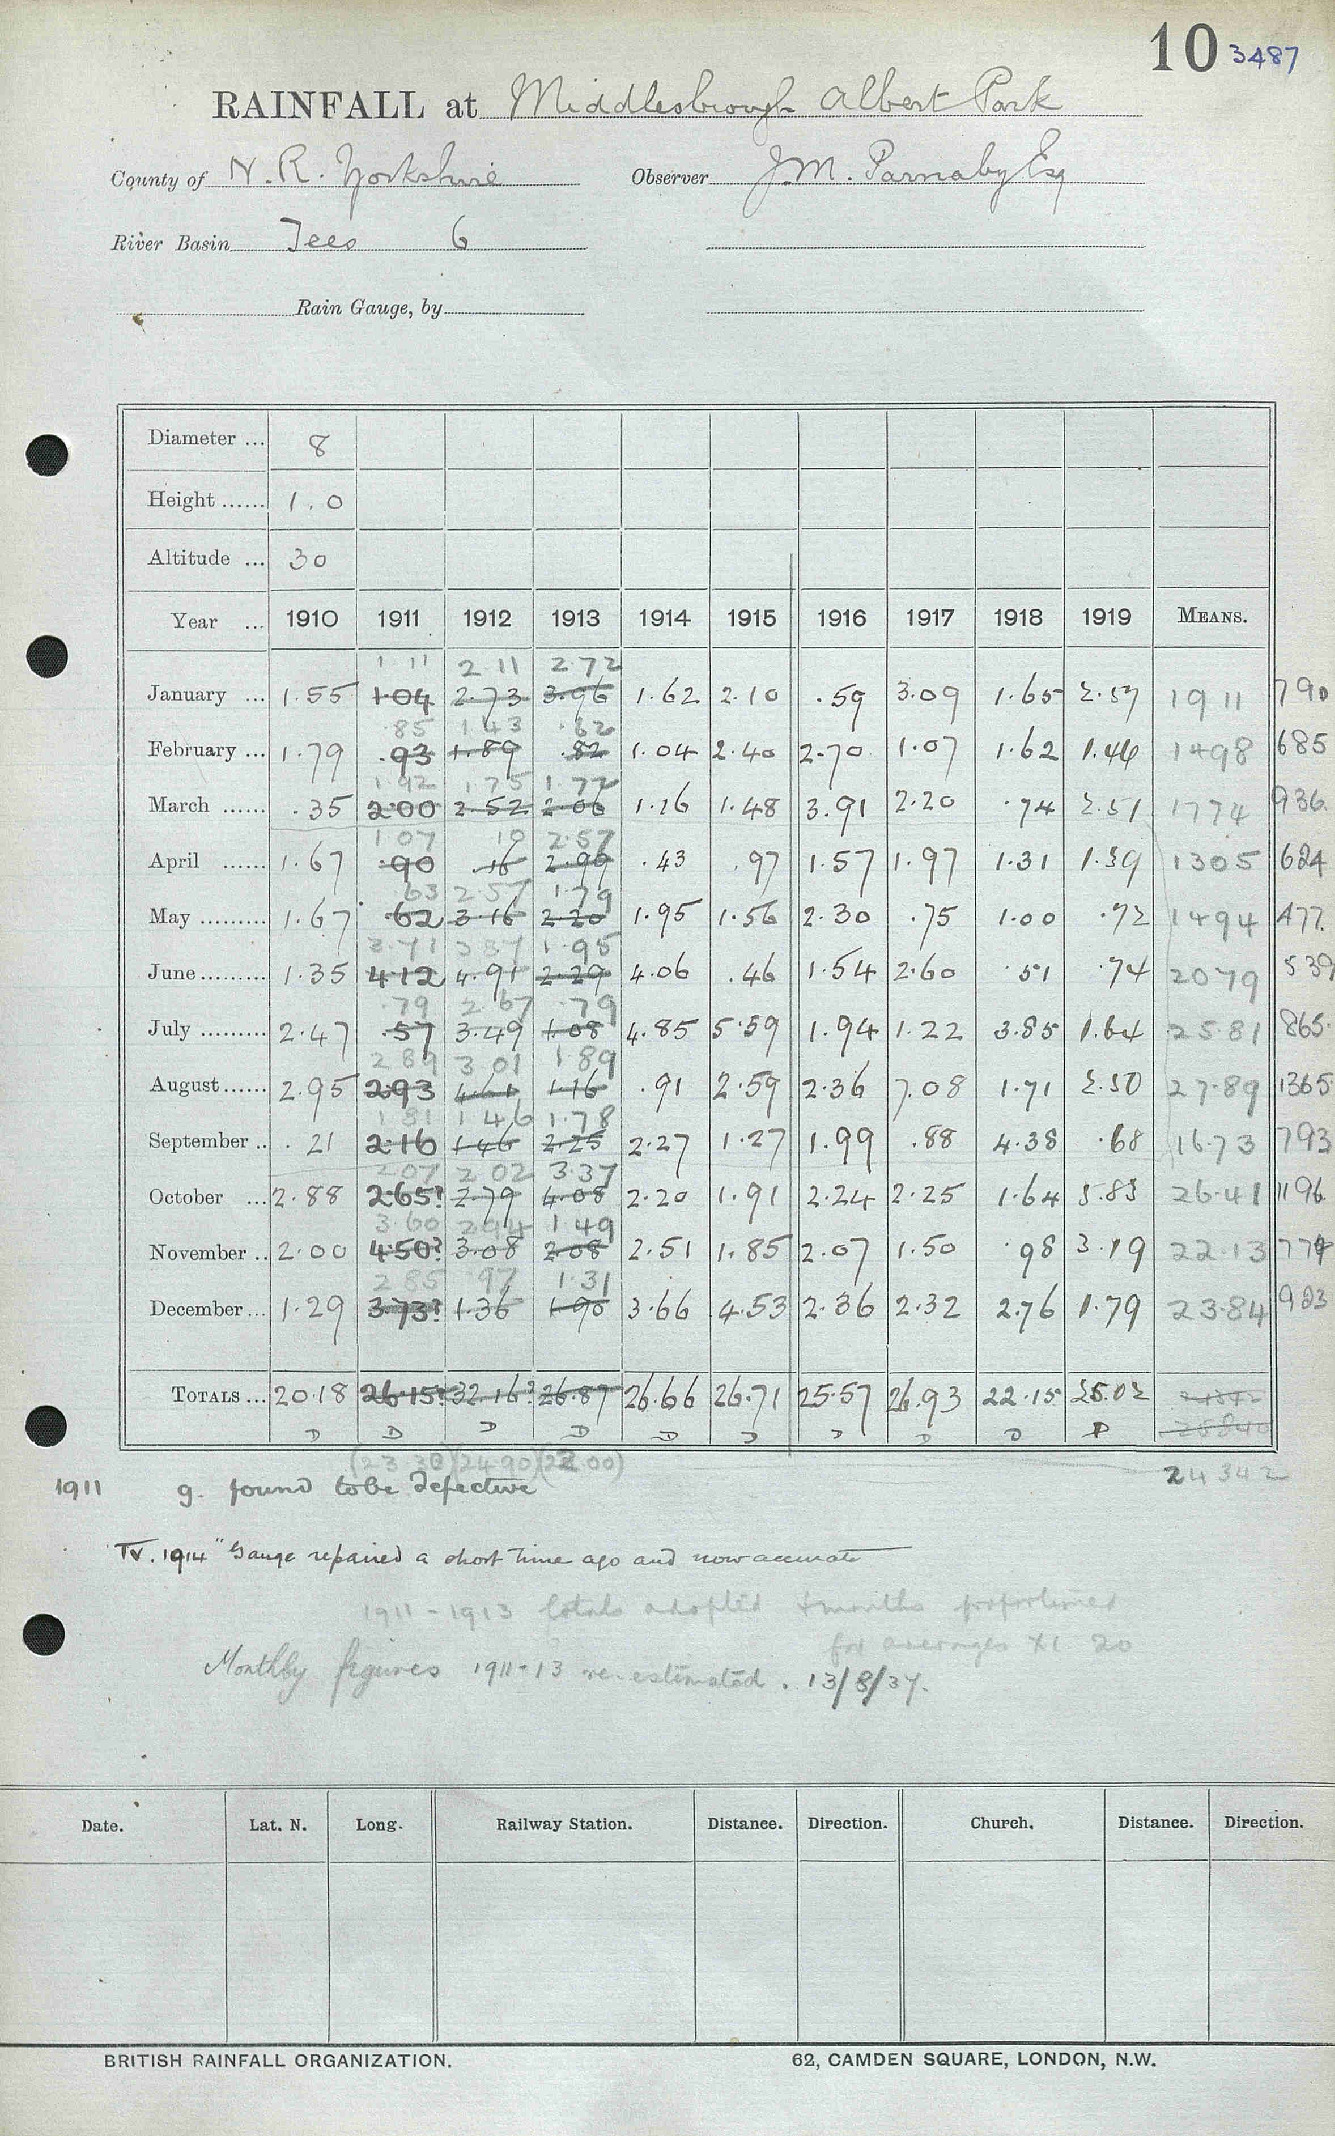 10 3487
RAINFALL at Middlesbrough Albert Park
County of N. R. Yorkshire Observer J.M. Parnaby Esq
River Basin Tees 6
Rain Gauge, by
Diameter ... 8
Height ...... 1.0
Altitude ... 30
Year ... 1910 1911 1912 1913 1914 1915 1916 1917 1918 1919 MEANS.
1.11 2.11 2.72
January ... 1.55 1.04 2.73 3.96 1.62 2.10 .59 3.09 1.65 2.57 1911 790
.85 1.43 .62
February ... 1.79 .93 1.89 .82 1.04 2.40 2.70 1.07 1.62 1.46 1498 685
1.92 1.75 1.77
March ...... .35 2.00 2.52 2.06 1.26 1.48 3.91 2.20 .74 2.51 1774 936
1.07 10 2.57
April ...... 1.67 .90 .16 2.99 .43 .97 1.57 1.97 1.31 1.39 1305 624
.63 2.57 1.79
May ......... 1.67 .62 3.16 2.20 1.95 1.56 2.30 .75 1.00 .72 1494 477
3.71 3.87 1.95
June ......... 1.35 4.12 4.91 2.29 4.06 .46 1.54 2.60 .51 .74 2079 539
.79 2.67 .79
July ......... 2.47 .57 3.49 1.08 4.85 5.59 1.94 1.22 3.85 1.64 25.81 865
2.89 3.01 1.89
August ...... 2.95 2.93 4.61 1.16 .91 2.59 2.36 7.08 1.71 2.50 27.89 1365
1.81 1.46 1.78
September .. .21 2.16 1.46 2.25 2.27 1.27 1.99 .88 4.38 .68 16.73 793
2.07 2.02 3.37
October ... 2.88 2.65? 2.79 4.08 2.20 1.91 2.24 2.25 1.64 5.83 26.41 1196
3.60 2.94 1.49
November .. 2.00 4.50? 3.08 2.08 2.51 1.85 2.07 1.50 .98 3.19 22.13 774
2.85 .97 1.31
December ... 1.29 3.73? 1.36 1.90 3.66 4.53 2.36 2.32 2.76 1.79 23.84 983
TOTALS ... 20.18 26.15? 32.16? 26.87 26.66 26.71 25.57 26.93 22.15 25.02
D D D D D D D D D D
(23.30) (24.90) (22.00) 24 342
1911 g. found to be defective
Tv. 1914 "Gauge repaired a short time ago and now accurate
1911 - 1913 totals adopted & months proportioned
for averages XI 20
Monthly figures 1911-13 re-estimated. 13/8/37.
Date. Lat. N. Long. Railway Station. Distance. Direction. Church. Distance. Direction.
BRITISH RAINFALL ORGANIZATION. 62, CAMDEN SQUARE, LONDON, N.W.